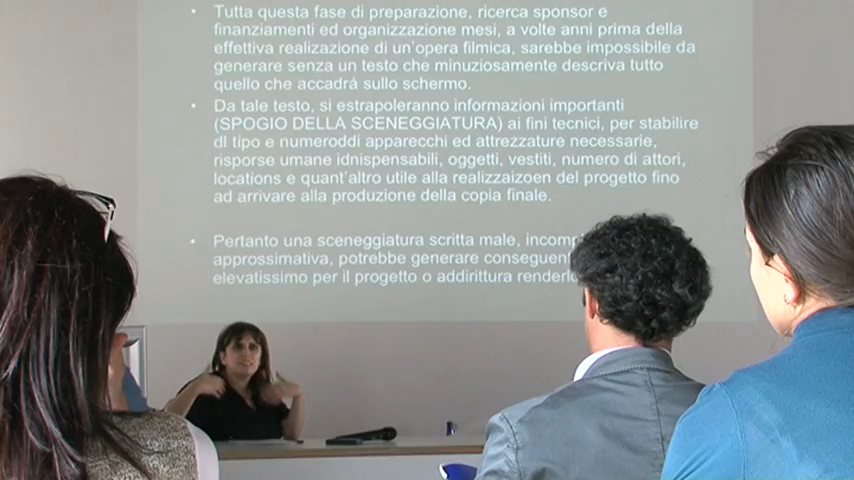 Tutta questa fase di preparazione, ricerca sponsor e
finanziamenti ed organizzazione mesi, a volte anni prima della
effettiva realizzazione di un'opera filmica, sarebbe impossibile da
generare senza un testo che minuziosamente descriva tutto
quello che accadrá sullo schermo.
Da tale testo, si estrapoleranno informazioni importanti
(SPOGIO DELLA SCENEGGIATURA) ai fini tecnici, per stabilire
dI tipo e numeroddi apparecchi ed attrezzature necessarie,
risporse umane idnispensabili, oggetti, vestiti, numero di attori,
locations e quant'altro utile alla realizzaizoen del progetto fino
ad arrivare alla produzione della copia finale.
Pertanto una sceneggiatura scritta male,
approssimativa, potrebbe generare
elevatissimo per il progetto o addirittura